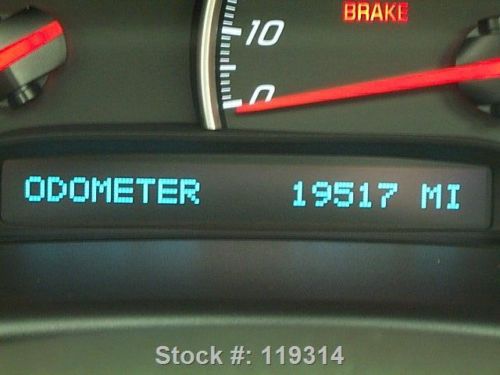 BRAKE
10
0
ODOMETER 19517 MI
Stock #: 119314